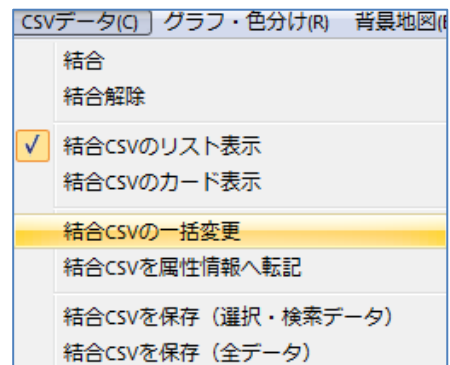 CSVデータ(C) グラフ・色分け(R) 背景地図(
結合
結合解除
✓ 結合CSVのリスト表示
結合CSVのカード表示
結合CSVの一括変更
結合CSVを属性情報へ転記
結合CSVを保存（選択・検索データ）
結合CSVを保存（全データ）